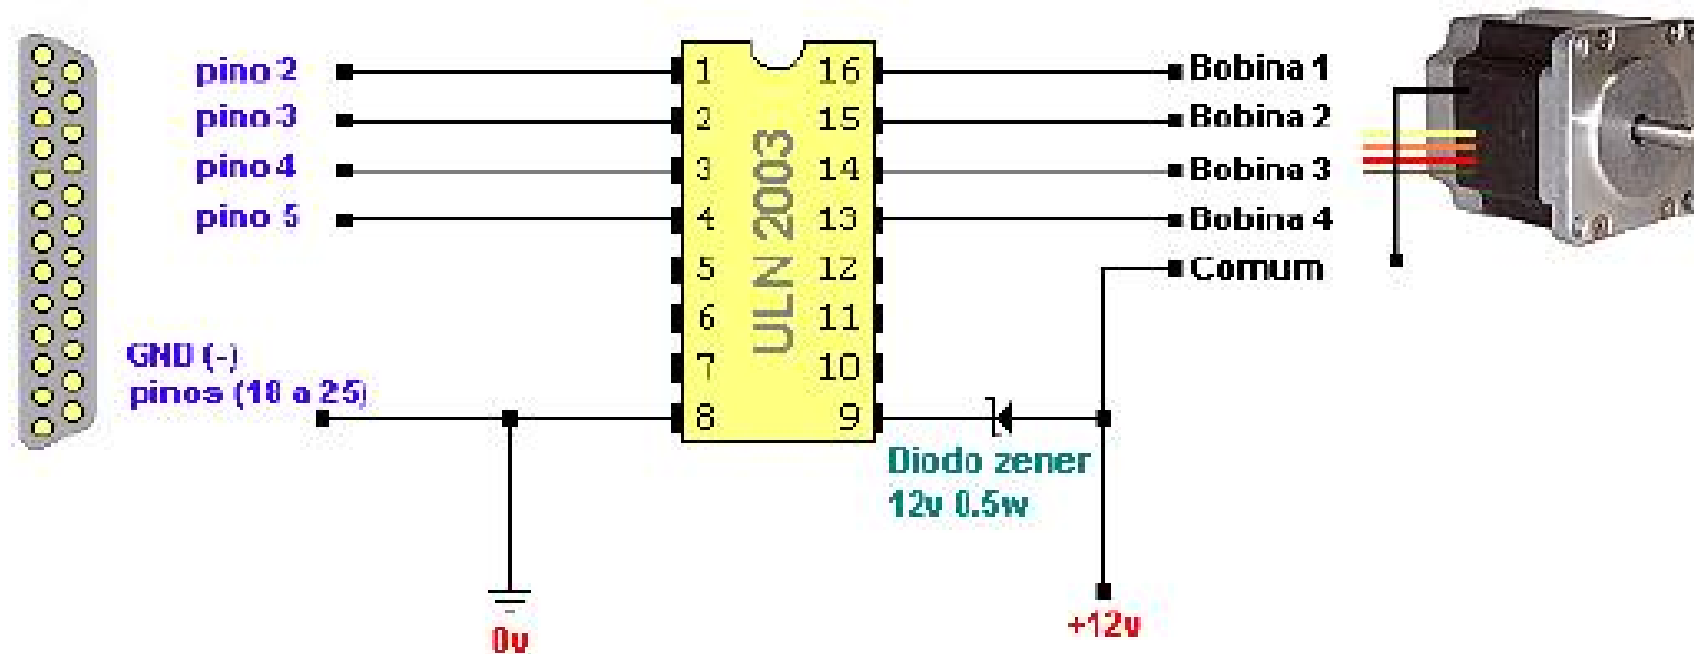 pino 2
pino 3
pino 4
pino 5
GND (-)
pinos (18 a 25)
0v
1
2
3
4
5
6
7
8
ULN 2003
16
15
14
13
12
11
10
9
Bobina 1
Bobina 2
Bobina 3
Bobina 4
Comum
Diodo zener
12v 0.5w
+12v